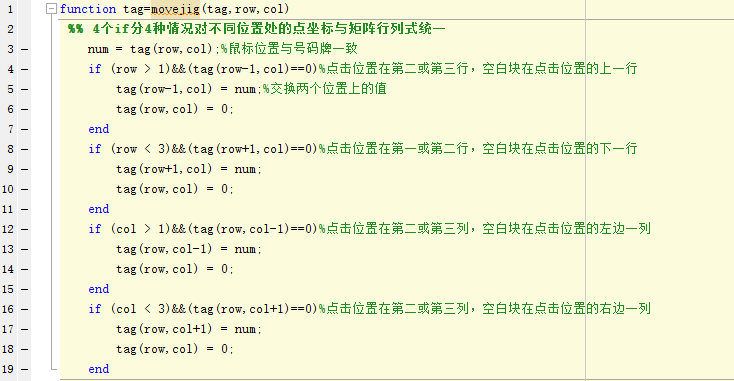 1 function tag=movejig(tag,row,col)
2 %% 4个if分4种情况对不同位置处的点坐标与矩阵行列式统一
3 — num = tag(row,col);%鼠标位置与号码牌一致
4 — if (row > 1)&&(tag(row-1,col)==0)%点击位置在第二或第三行，空白块在点击位置的上一行
5 — tag(row-1,col) = num;%交换两个位置上的值
6 — tag(row,col) = 0;
7 — end
8 — if (row < 3)&&(tag(row+1,col)==0)%点击位置在第一或第二行，空白块在点击位置的下一行
9 — tag(row+1,col) = num;
10 — tag(row,col) = 0;
11 — end
12 — if (col > 1)&&(tag(row,col-1)==0)%点击位置在第二或第三列，空白块在点击位置的左边一列
13 — tag(row,col-1) = num;
14 — tag(row,col) = 0;
15 — end
16 — if (col < 3)&&(tag(row,col+1)==0)%点击位置在第二或第三列，空白块在点击位置的右边一列
17 — tag(row,col+1) = num;
18 — tag(row,col) = 0;
19 — end